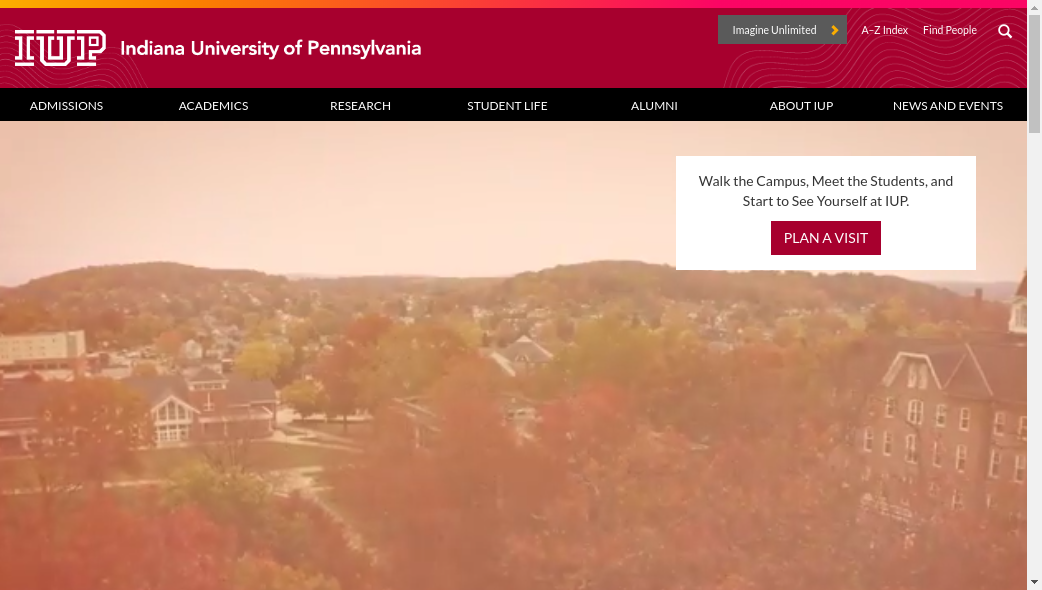 IUP Indiana University of Pennsylvania
Imagine Unlimited
A–Z Index
Find People
ADMISSIONS
ACADEMICS
RESEARCH
STUDENT LIFE
ALUMNI
ABOUT IUP
NEWS AND EVENTS
Walk the Campus, Meet the Students, and
Start to See Yourself at IUP.
PLAN A VISIT